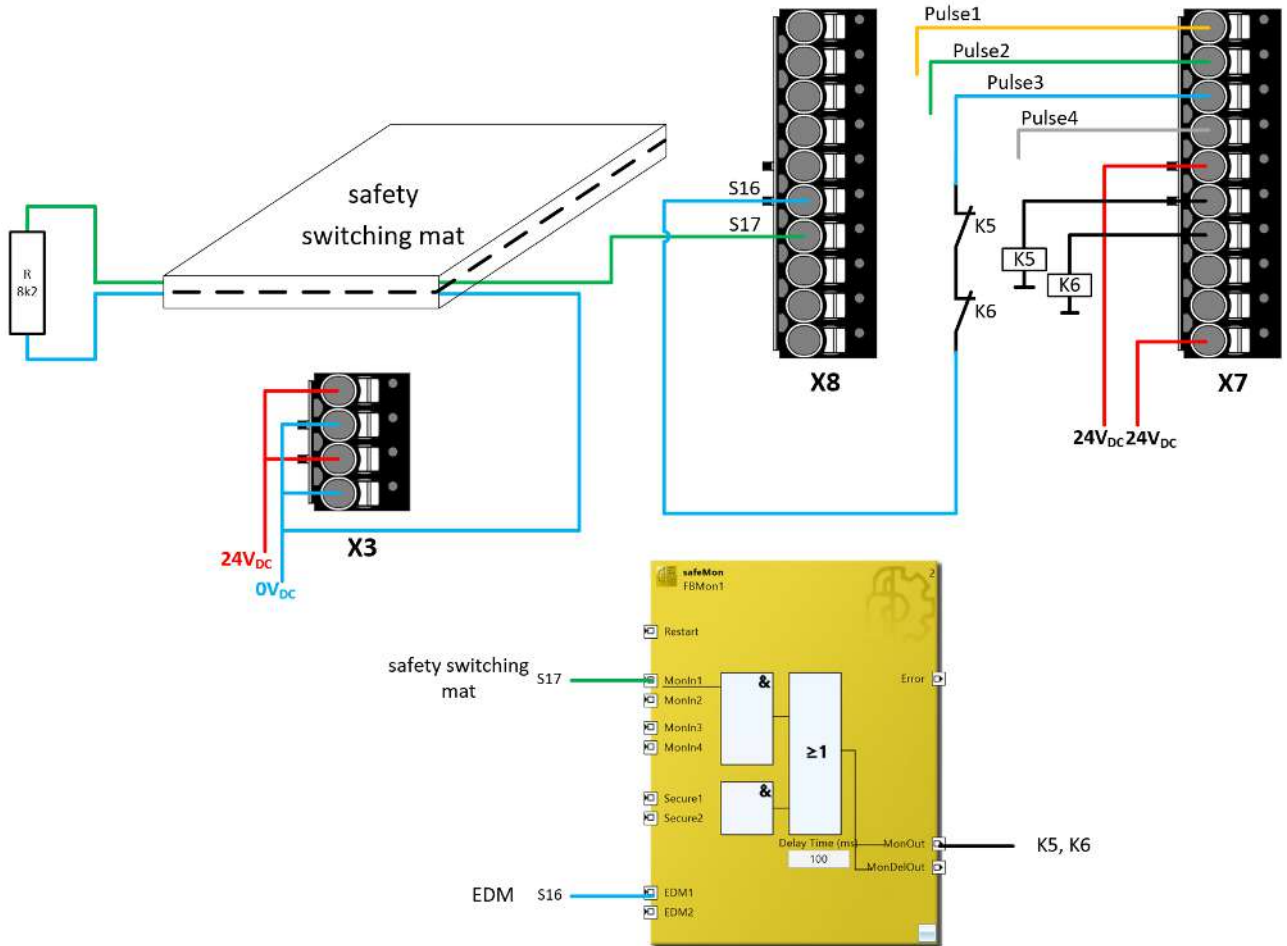 Pulse1
Pulse2
Pulse3
Pulse4
safety
switching mat
S16
S17
R
8k2
K5
K5
K6
K6
X8
X7
24VDC 24VDC
X3
24VDC
0VDC
safeMon
FBMon1
2
Restart
safety switching
mat
S17
MonIn1
MonIn2
MonIn3
MonIn4
&
≥1
Error
Secure1
Secure2
&
Delay Time (ms)
100
MonOut
MonDelOut
K5, K6
EDM S16
EDM1
EDM2